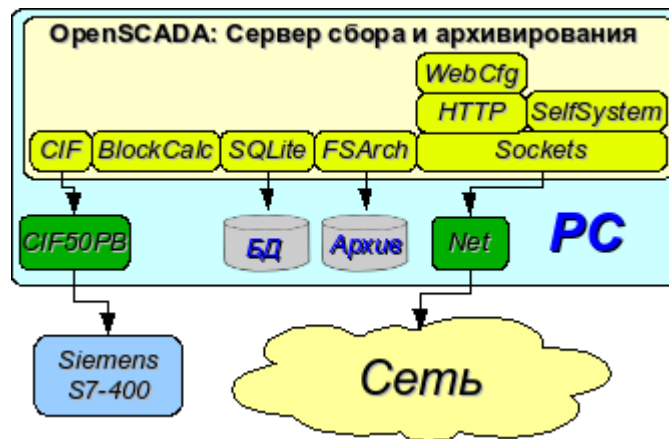 OpenSCADA: Сервер сбора и архивирования
WebCfg
HTTP
SelfSystem
CIF
BlockCalc
SQLite
FSArch
Sockets
CIF50PB
БД
Архив
Net
PC
Siemens
S7-400
Сеть